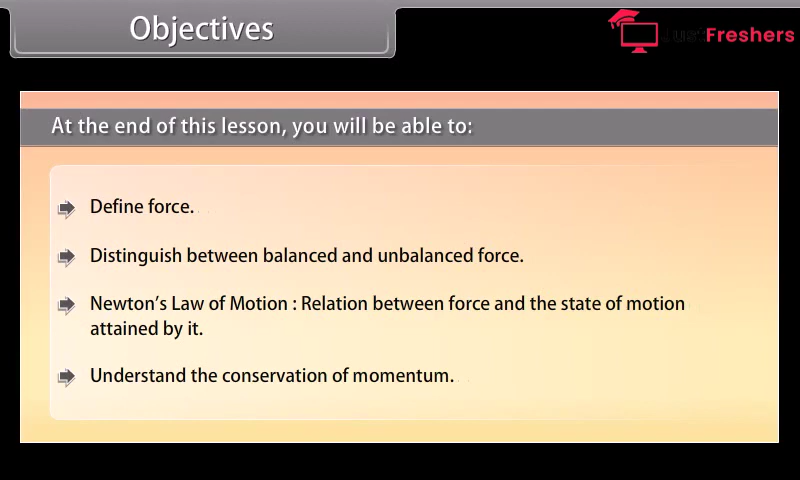 Objectives
Just Freshers
At the end of this lesson, you will be able to:
Define force.
Distinguish between balanced and unbalanced force.
Newton's Law of Motion : Relation between force and the state of motion
attained by it.
Understand the conservation of momentum.